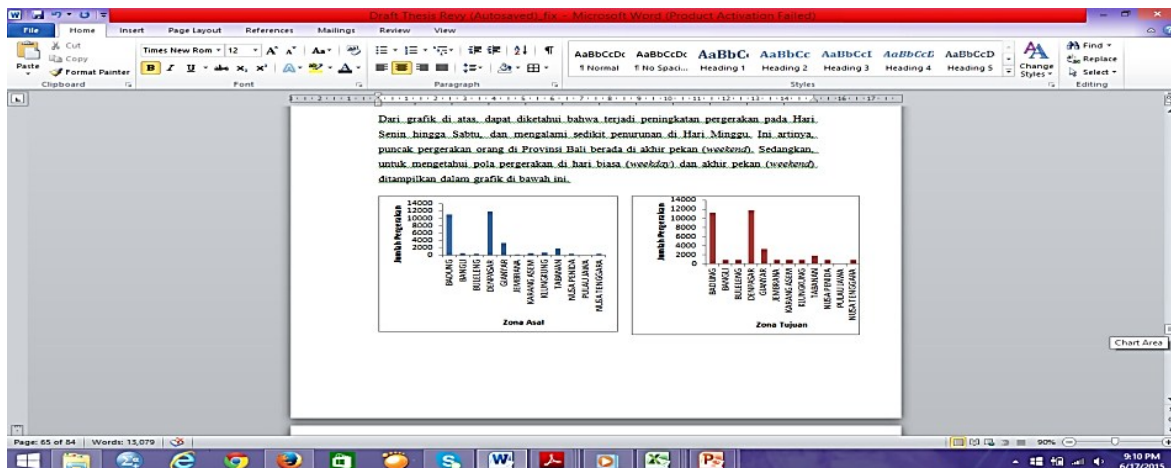 Draft Thesis Revy (Autosaved)_fix - Microsoft Word (Product Activation Failed)
File Home Insert Page Layout References Mailings Review View
Cut
Copy
Format Painter
Paste
Clipboard
Times New Rom 12
Font
Paragraph
AaBbCcDc AaBbCcDc AaBbC AaBbCc AaBbCcI AaBbCcD AaBbCcD
¶ Normal ¶ No Spaci... Heading 1 Heading 2 Heading 3 Heading 4 Heading 5
Change Styles
Styles
Find
Replace
Select
Editing
Dari grafik di atas, dapat diketahui bahwa terjadi peningkatan pergerakan pada Hari
Senin hingga Sabtu, dan mengalami sedikit penurunan di Hari Minggu. Ini artinya,
puncak pergerakan orang di Provinsi Bali berada di akhir pekan (weekend). Sedangkan,
untuk mengetahui pola pergerakan di hari biasa (weekday) dan akhir pekan (weekend)
ditampilkan dalam grafik di bawah ini.
Jumlah Pergerakan
14000
12000
10000
8000
6000
4000
2000
0
BADUNG
BANGLI
BULELENG
DENPASAR
GIANYAR
JEMBRANA
KARANG ASEM
KLUNGKUNG
TABANAN
NUSA PENIDA
PULAU JAWA
NUSA TENGGARA
Zona Asal
Jumlah Pergerakan
14000
12000
10000
8000
6000
4000
2000
0
BADUNG
BANGLI
BULELENG
DENPASAR
GIANYAR
JEMBRANA
KARANG ASEM
KLUNGKUNG
TABANAN
NUSA PENIDA
PULAU JAWA
NUSA TENGGARA
Zona Tujuan
Chart Area
Page: 65 of 84 Words: 13,079
90%
9:10 PM